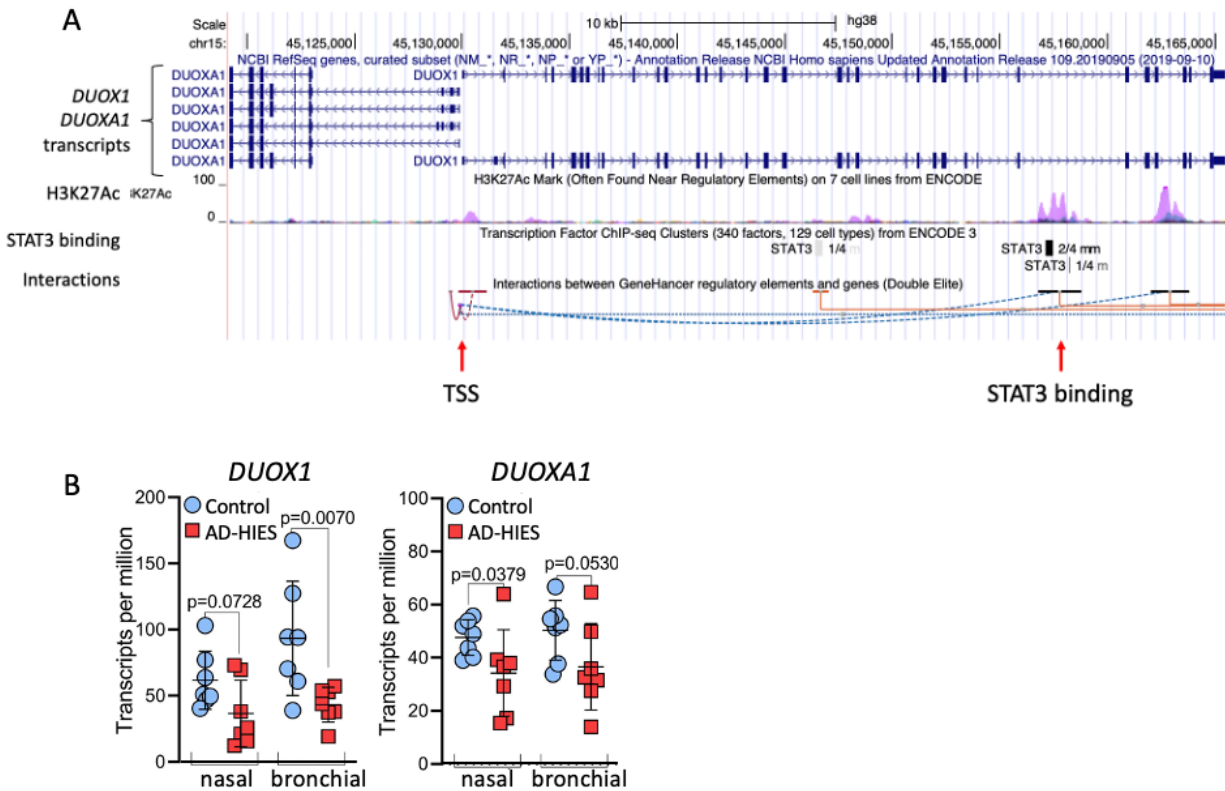 A
Scale
10 kb
hg38
chr15:
45,125,000
45,130,000
45,135,000
45,140,000
45,145,000
45,150,000
45,155,000
45,160,000
45,165,000
NCBI RefSeq genes, curated subset (NM_*, NR_*, NP_* or YP_*) - Annotation Release NCBI Homo sapiens Updated Annotation Release 109.20190905 (2019-09-10)
DUOXA1 DUOX1
DUOXA1
DUOXA1
DUOXA1
DUOXA1
DUOXA1 DUOX1
DUOX1
DUOXA1
transcripts
H3K27Ac Mark (Often Found Near Regulatory Elements) on 7 cell lines from ENCODE
100
H3K27Ac
K27Ac
0
Transcription Factor ChIP-seq Clusters (340 factors, 129 cell types) from ENCODE 3
STAT3 binding
STAT3 1/4 m
STAT3 2/4 mm
STAT3 1/4 m
Interactions
Interactions between GeneHancer regulatory elements and genes (Double Elite)
TSS
STAT3 binding
B
DUOX1
Transcripts per million
200
150
100
50
0
Control
AD-HIES
p=0.0728
p=0.0070
nasal
bronchial
DUOXA1
Transcripts per million
100
80
60
40
20
0
Control
AD-HIES
p=0.0379
p=0.0530
nasal
bronchial